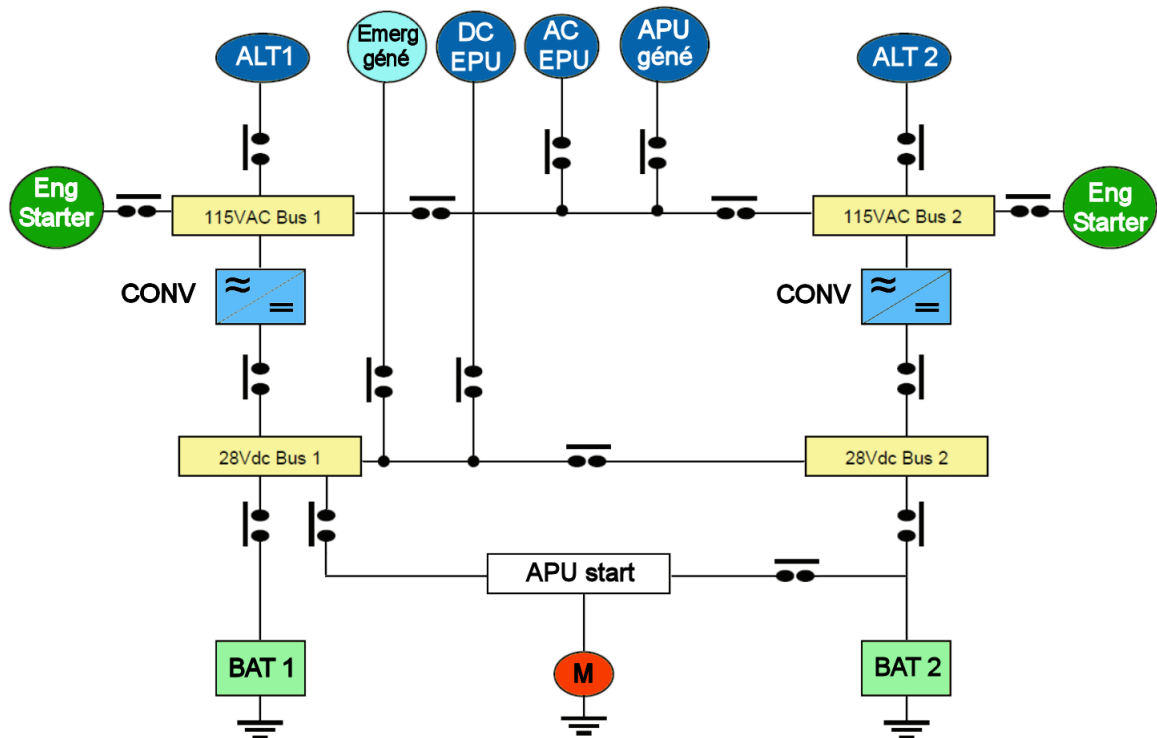 ALT1
Emerg
géné
DC
EPU
AC
EPU
APU
géné
ALT 2
Eng
Starter
115VAC Bus 1
115VAC Bus 2
Eng
Starter
CONV
CONV
28Vdc Bus 1
28Vdc Bus 2
APU start
BAT 1
M
BAT 2